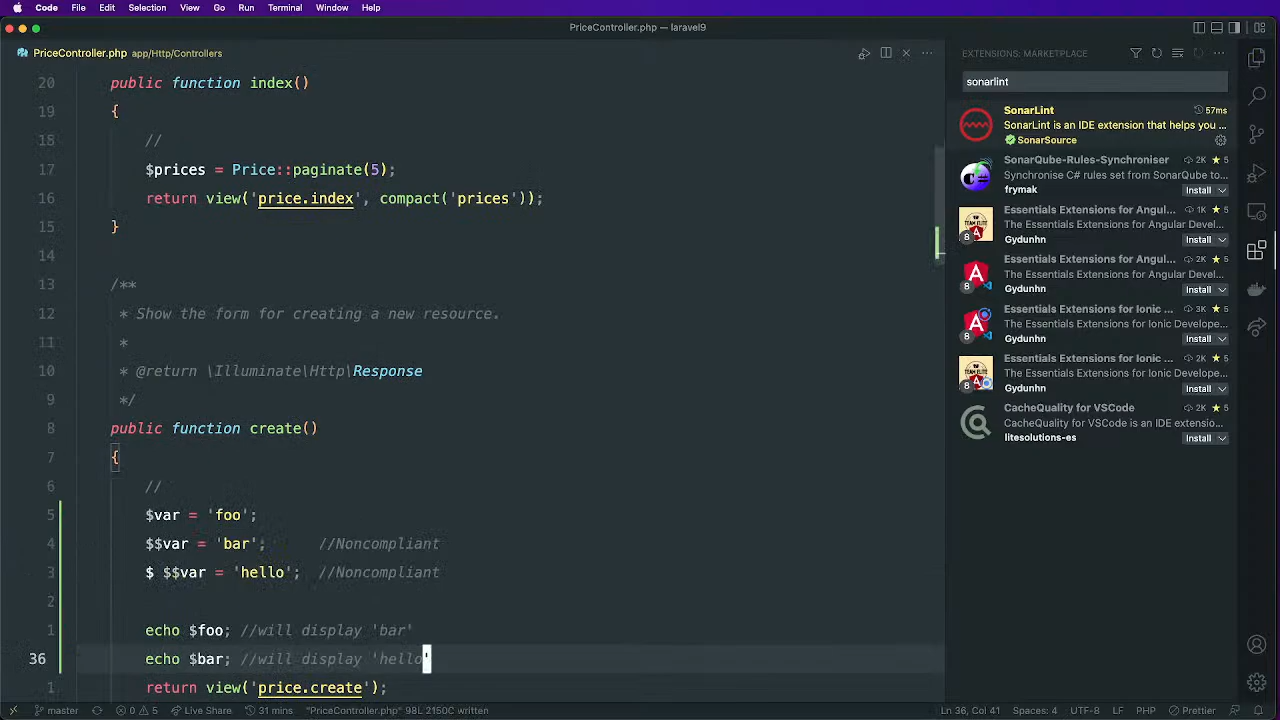 Code File Edit Selection View Go Run Terminal Window Help
PriceController.php — laravel9
PriceController.php app/Http/Controllers
20 public function index()
19 {
18 //
17 $prices = Price::paginate(5);
16 return view('price.index', compact('prices'));
15 }
14
13 /**
12 * Show the form for creating a new resource.
11 *
10 * @return \Illuminate\Http\Response
9 */
8 public function create()
7 {
6 //
5 $var = 'foo';
4 $$var = 'bar'; //Noncompliant
3 $ $$var = 'hello'; //Noncompliant
2
1 echo $foo; //will display 'bar'
36 echo $bar; //will display 'hello'
1 return view('price.create');
EXTENSIONS: MARKETPLACE
sonarlint
SonarLint 57ms
SonarLint is an IDE extension that helps you ...
SonarSource
SonarQube-Rules-Synchroniser 2K 5
Synchronise C# rules set from SonarQube to ...
frymak Install
Essentials Extensions for Angul... 1K 5
The Essentials Extensions for Angular Devel...
8 Gydunhn Install
Essentials Extensions for Angul... 2K 5
The Essentials Extensions for Angular Devel...
8 Gydunhn Install
Essentials Extensions for Ionic ... 3K 5
The Essentials Extensions for Ionic Develope...
8 Gydunhn Install
Essentials Extensions for Ionic ... 2K 5
The Essentials Extensions for Ionic Develope...
8 Gydunhn Install
CacheQuality for VSCode 2K 5
CacheQuality for VSCode is an IDE extensio...
litesolutions-es Install
master 0 5 Live Share 31 mins "PriceController.php" 98L 2150C written Ln 36, Col 41 Spaces: 4 UTF-8 LF PHP Prettier